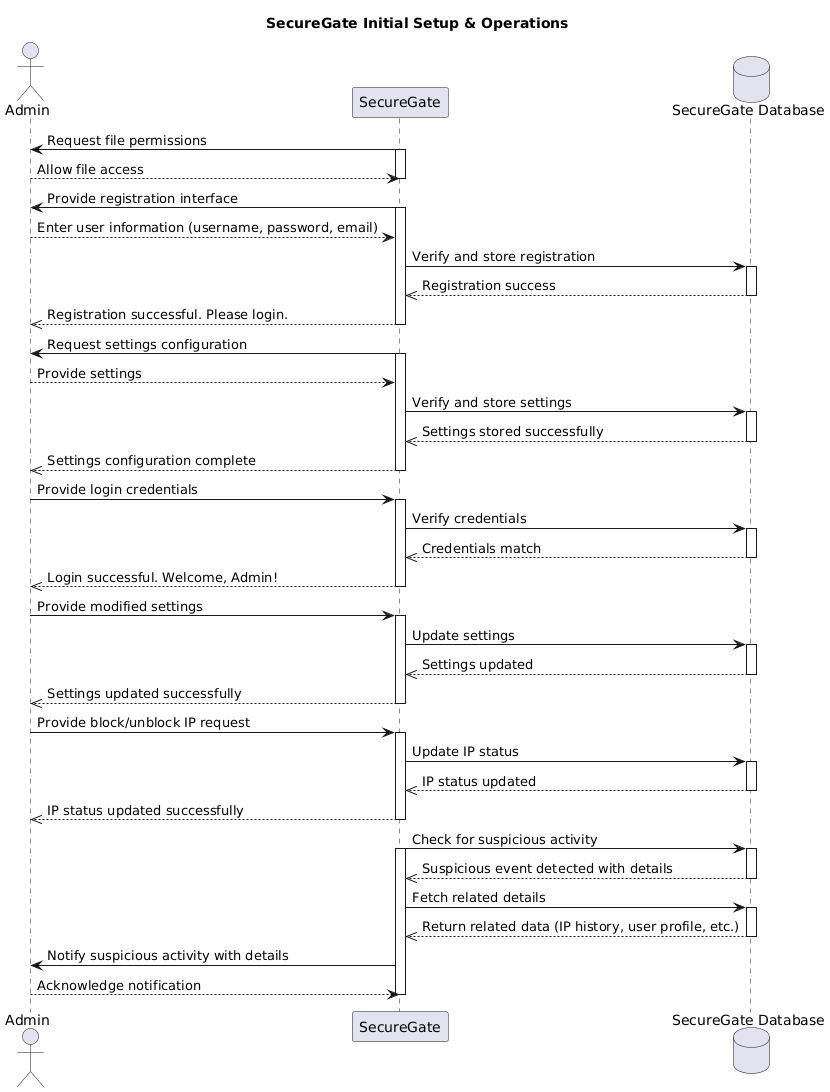 SecureGate Initial Setup & Operations
Admin
SecureGate
SecureGate Database
Request file permissions
Allow file access
Provide registration interface
Enter user information (username, password, email)
Verify and store registration
Registration success
Registration successful. Please login.
Request settings configuration
Provide settings
Verify and store settings
Settings stored successfully
Settings configuration complete
Provide login credentials
Verify credentials
Credentials match
Login successful. Welcome, Admin!
Provide modified settings
Update settings
Settings updated
Settings updated successfully
Provide block/unblock IP request
Update IP status
IP status updated
IP status updated successfully
Check for suspicious activity
Suspicious event detected with details
Fetch related details
Return related data (IP history, user profile, etc.)
Notify suspicious activity with details
Acknowledge notification
Admin
SecureGate
SecureGate Database